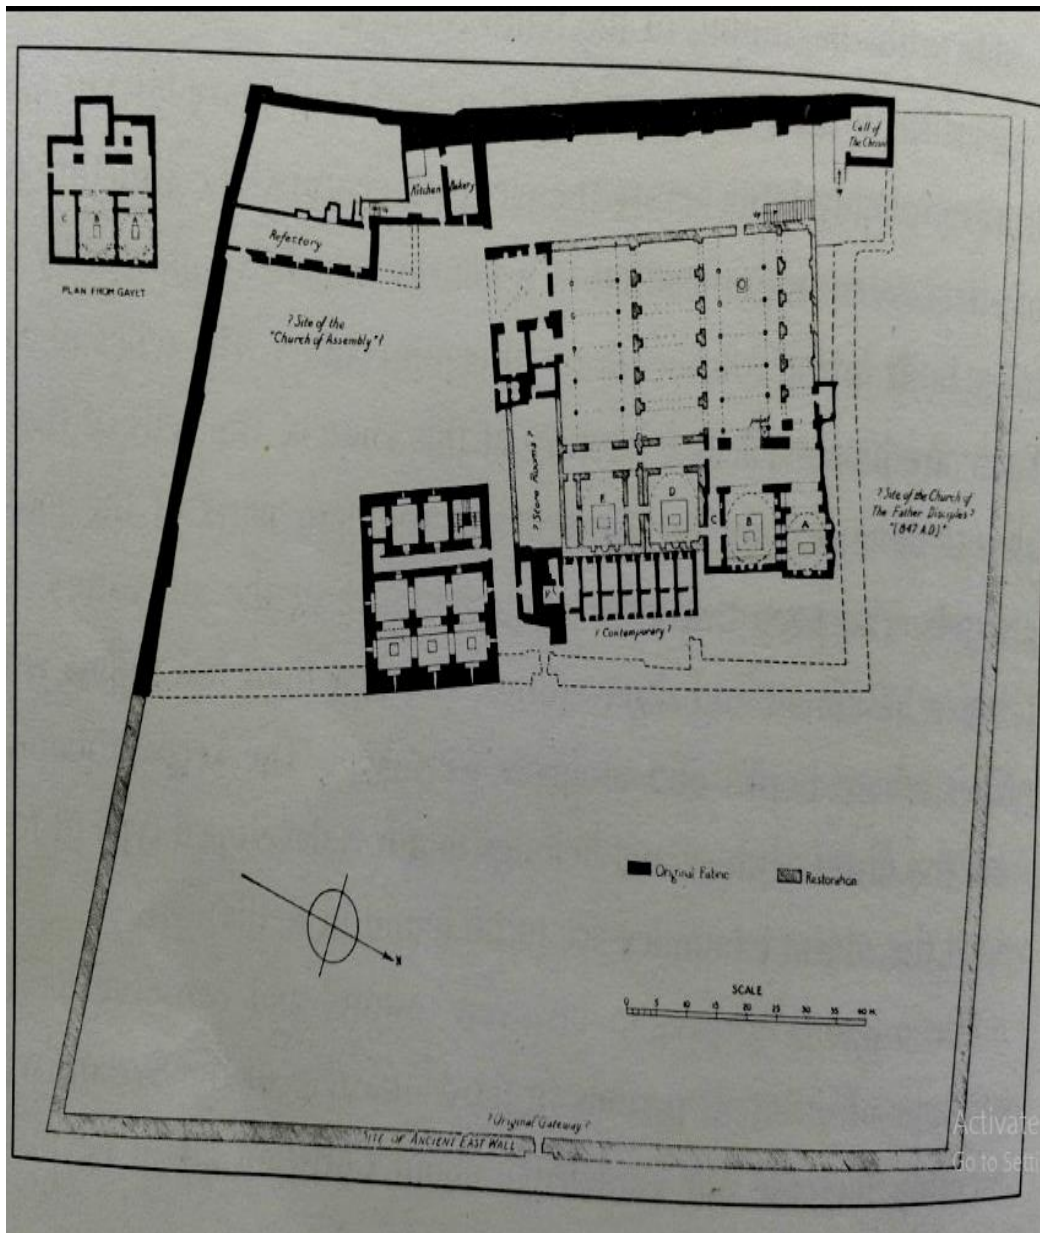 Cell of
The Chrism
Kitchen
Bakery
Refectory
C
B
A
PLAN FROM GAYET
? Site of the
"Church of Assembly"?
? Store Rooms ?
E
D
C
B
A
? Site of the Church of
The Father Disciples?
"(847 A.D)"
? Contemporary ?
Original Fabric
Restoration
N
SCALE
0 5 10 15 20 25 30 35 40 M.
? Original Gateway ?
SITE OF ANCIENT EAST WALL
Activate
Go to Setti